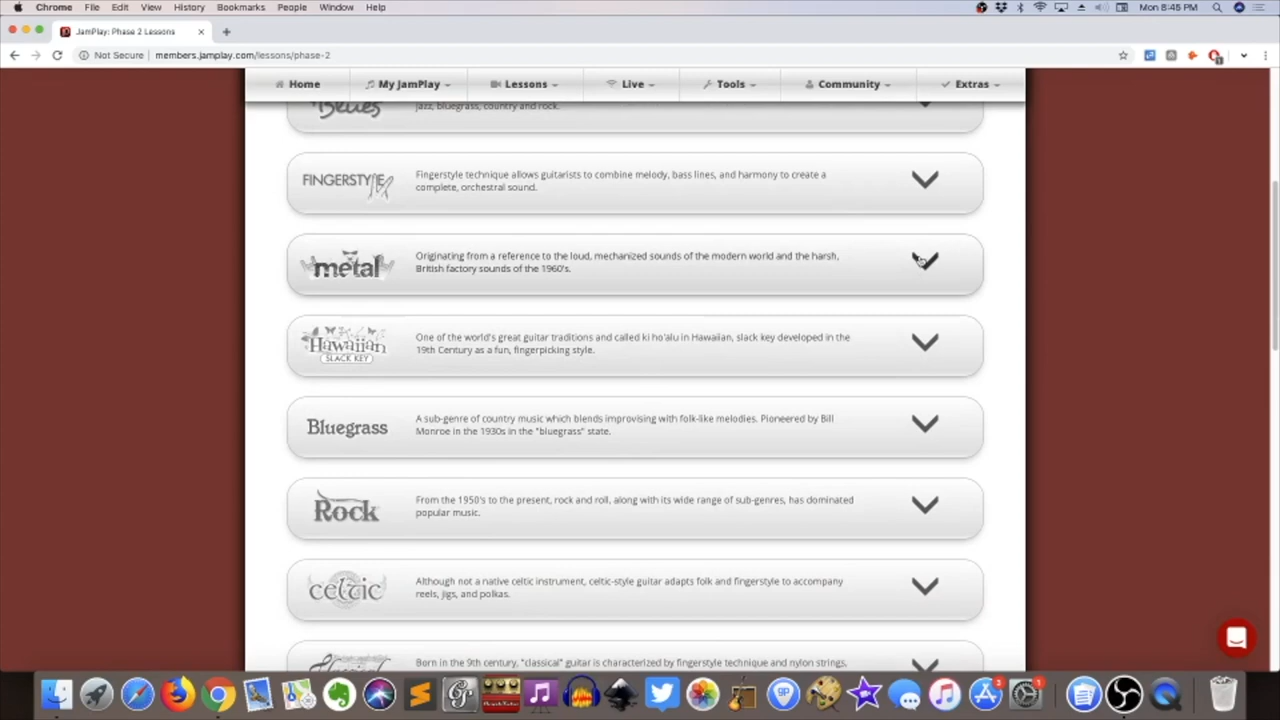 Chrome File Edit View History Bookmarks People Window Help Mon 8:45 PM
JamPlay: Phase 2 Lessons
Not Secure members.jamplay.com/lessons/phase-2
Home My JamPlay Lessons Live Tools Community Extras
Blues
jazz, bluegrass, country and rock.
FINGERSTYLE
Fingerstyle technique allows guitarists to combine melody, bass lines, and harmony to create a
complete, orchestral sound.
metal
Originating from a reference to the loud, mechanized sounds of the modern world and the harsh,
British factory sounds of the 1960's.
Hawaiian
SLACK KEY
One of the world's great guitar traditions and called ki ho'alu in Hawaiian, slack key developed in the
19th Century as a fun, fingerpicking style.
Bluegrass
A sub-genre of country music which blends improvising with folk-like melodies. Pioneered by Bill
Monroe in the 1930s in the "bluegrass" state.
Rock
From the 1950's to the present, rock and roll, along with its wide range of sub-genres, has dominated
popular music.
celtic
Although not a native celtic instrument, celtic-style guitar adapts folk and fingerstyle to accompany
reels, jigs, and polkas.
Classical
Born in the 9th century, "classical" guitar is characterized by fingerstyle technique and nylon strings,